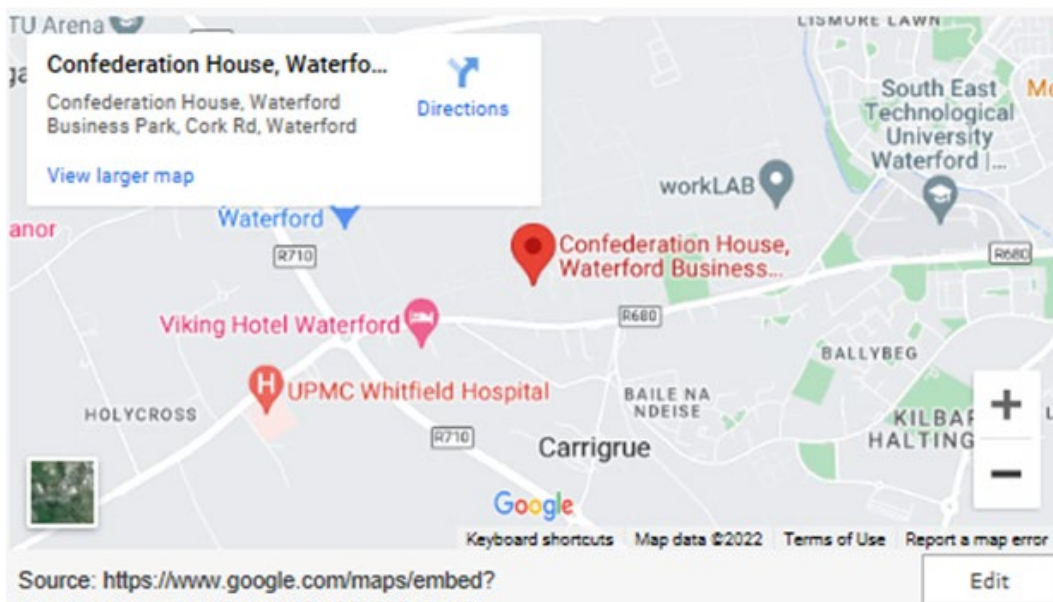 TU Arena
LISMORE LAWN
Confederation House, Waterfo...
Confederation House, Waterford
Business Park, Cork Rd, Waterford
Directions
View larger map
South East
Technological
University
Waterford |...
workLAB
Waterford
anor
R710
Confederation House,
Waterford Business...
R680
R680
Viking Hotel Waterford
BALLYBEG
UPMC Whitfield Hospital
H
BAILE NA
NDEISE
HOLYCROSS
KILBAR
HALTING
R710
Carrigrue
+
−
Google
Keyboard shortcuts
Map data ©2022
Terms of Use
Report a map error
Source: https://www.google.com/maps/embed?
Edit